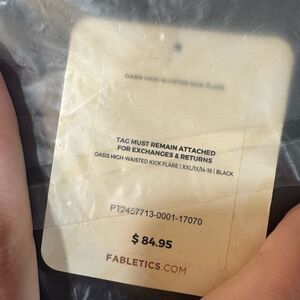 OASIS HIGH-WAISTED KICK FLARE
TAG MUST REMAIN ATTACHED
FOR EXCHANGES & RETURNS
OASIS HIGH-WAISTED KICK FLARE | XXL/1X/14-16 | BLACK
PT2457713-0001-17070
$ 84.95
FABLETICS.COM